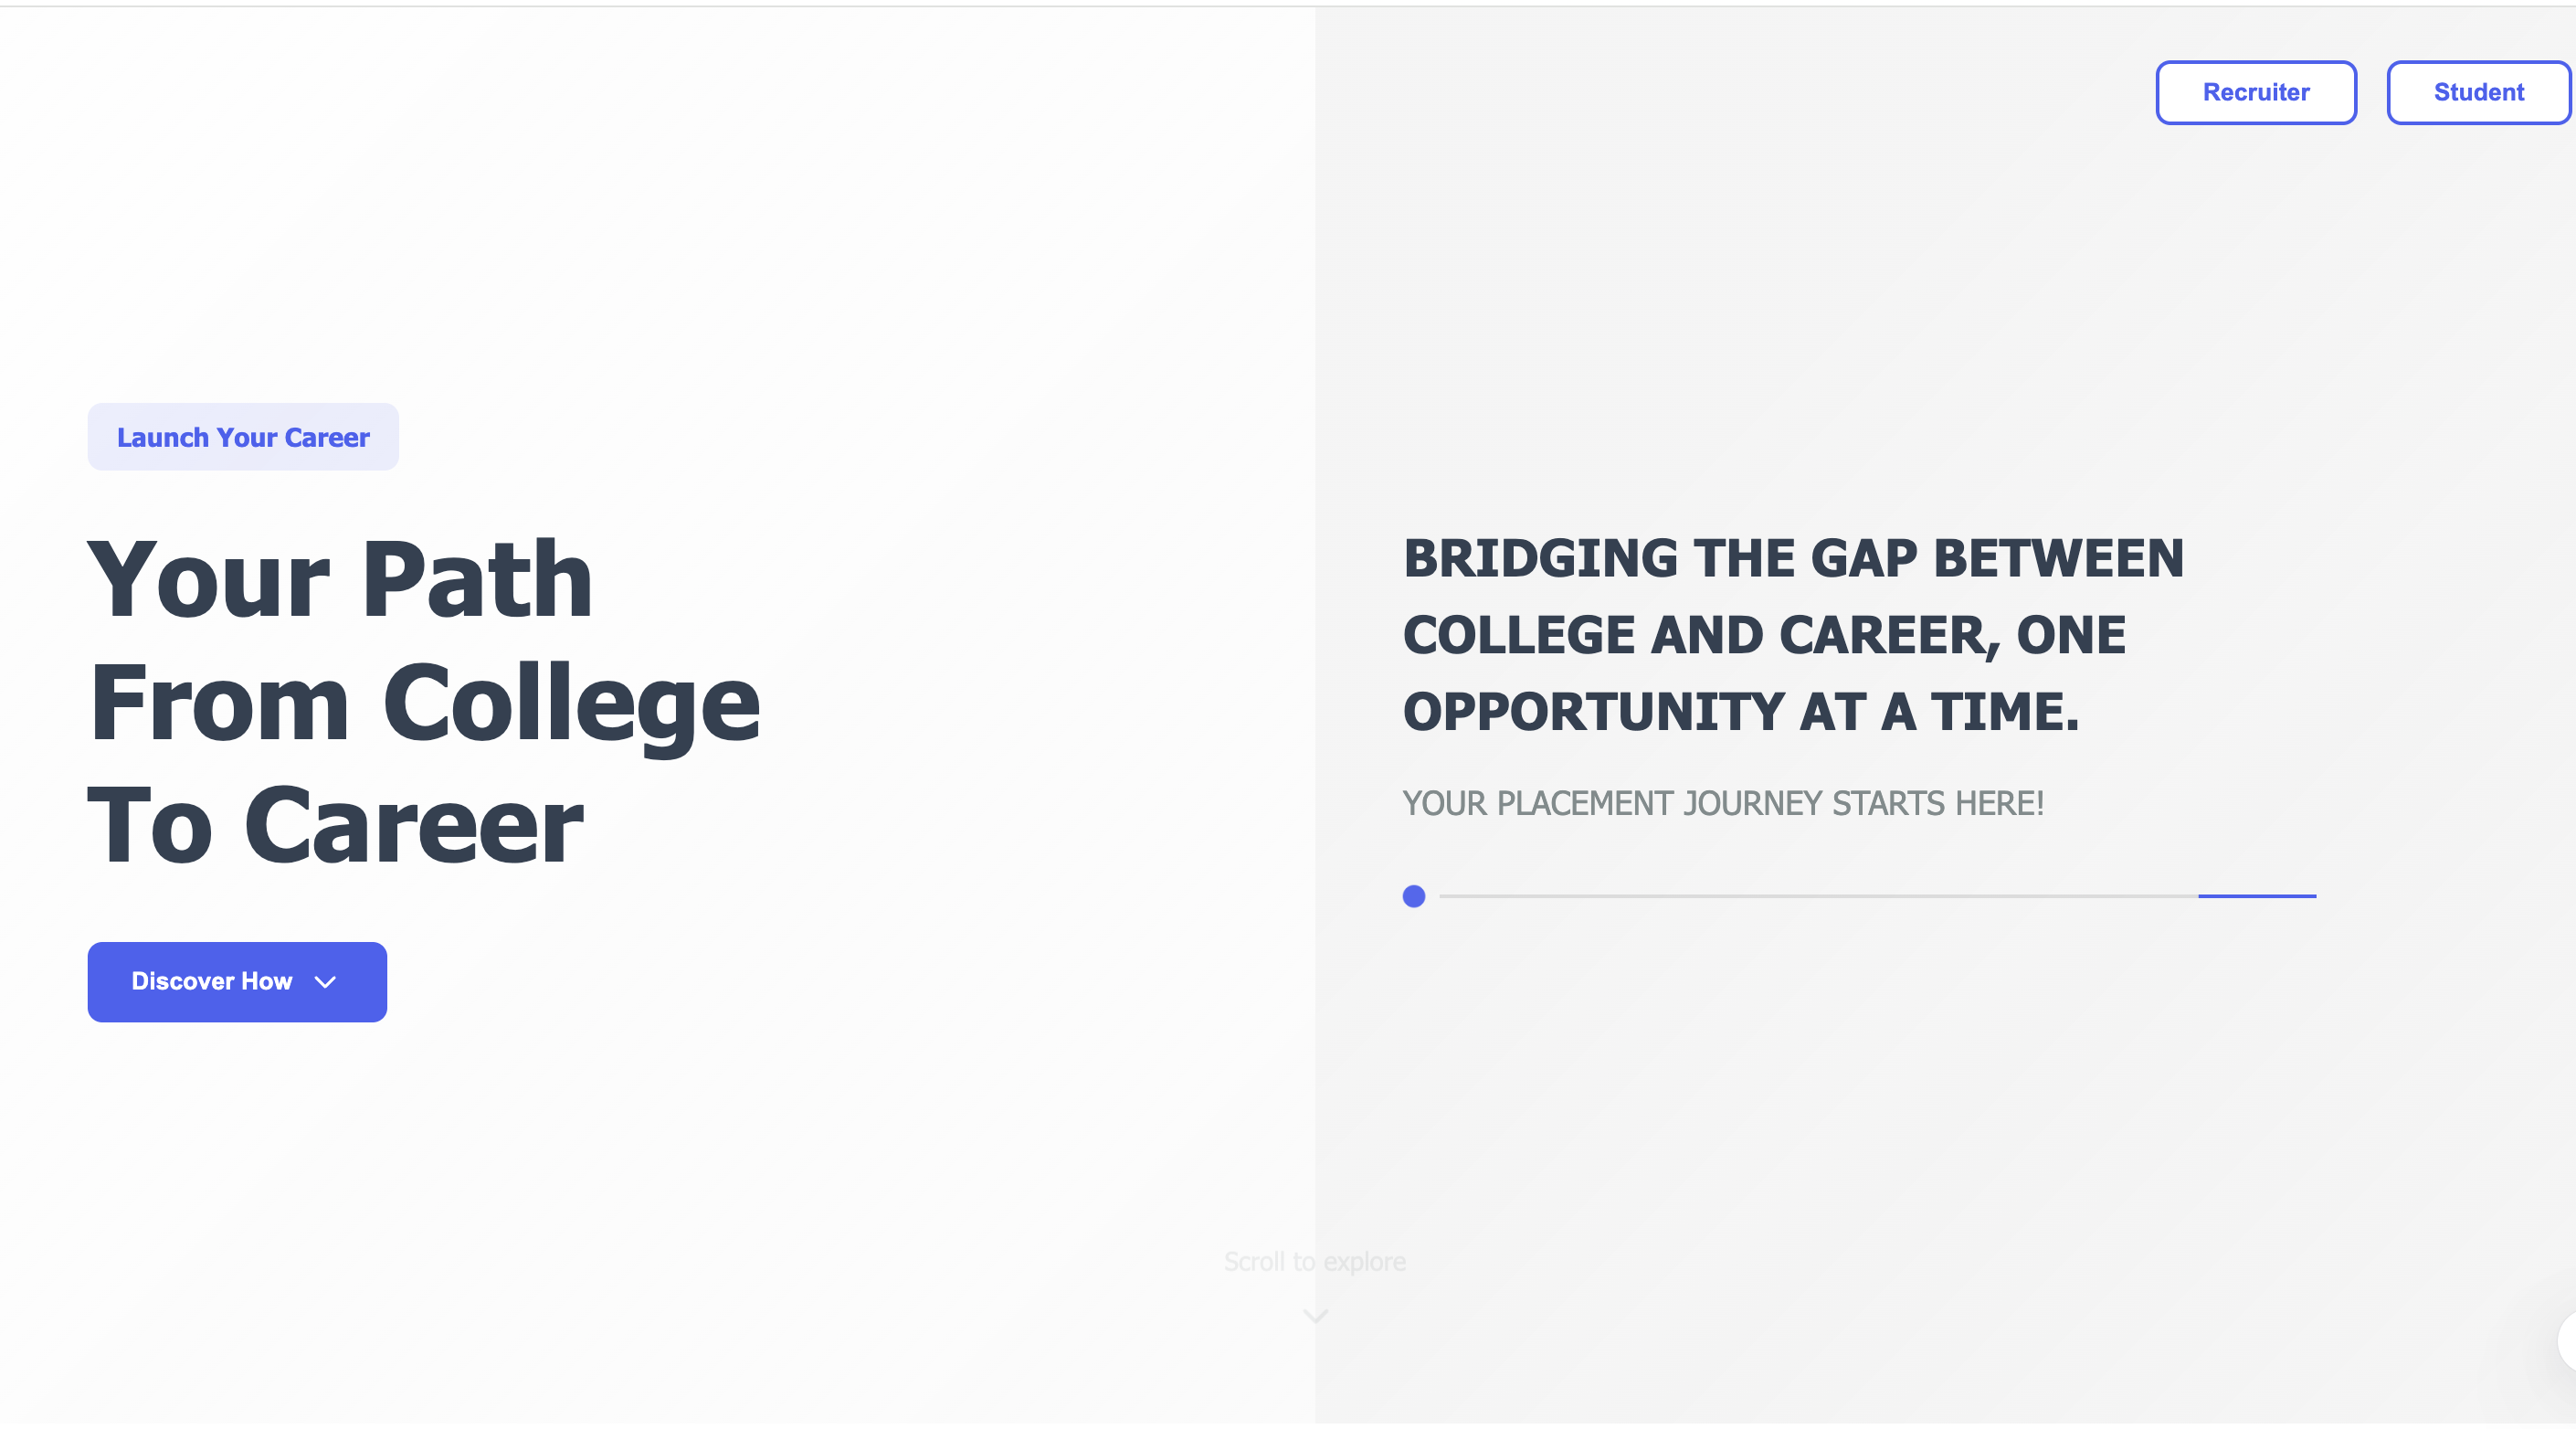 Recruiter
Student
Launch Your Career
Your Path
From College
To Career
Discover How
BRIDGING THE GAP BETWEEN
COLLEGE AND CAREER, ONE
OPPORTUNITY AT A TIME.
YOUR PLACEMENT JOURNEY STARTS HERE!
Scroll to explore